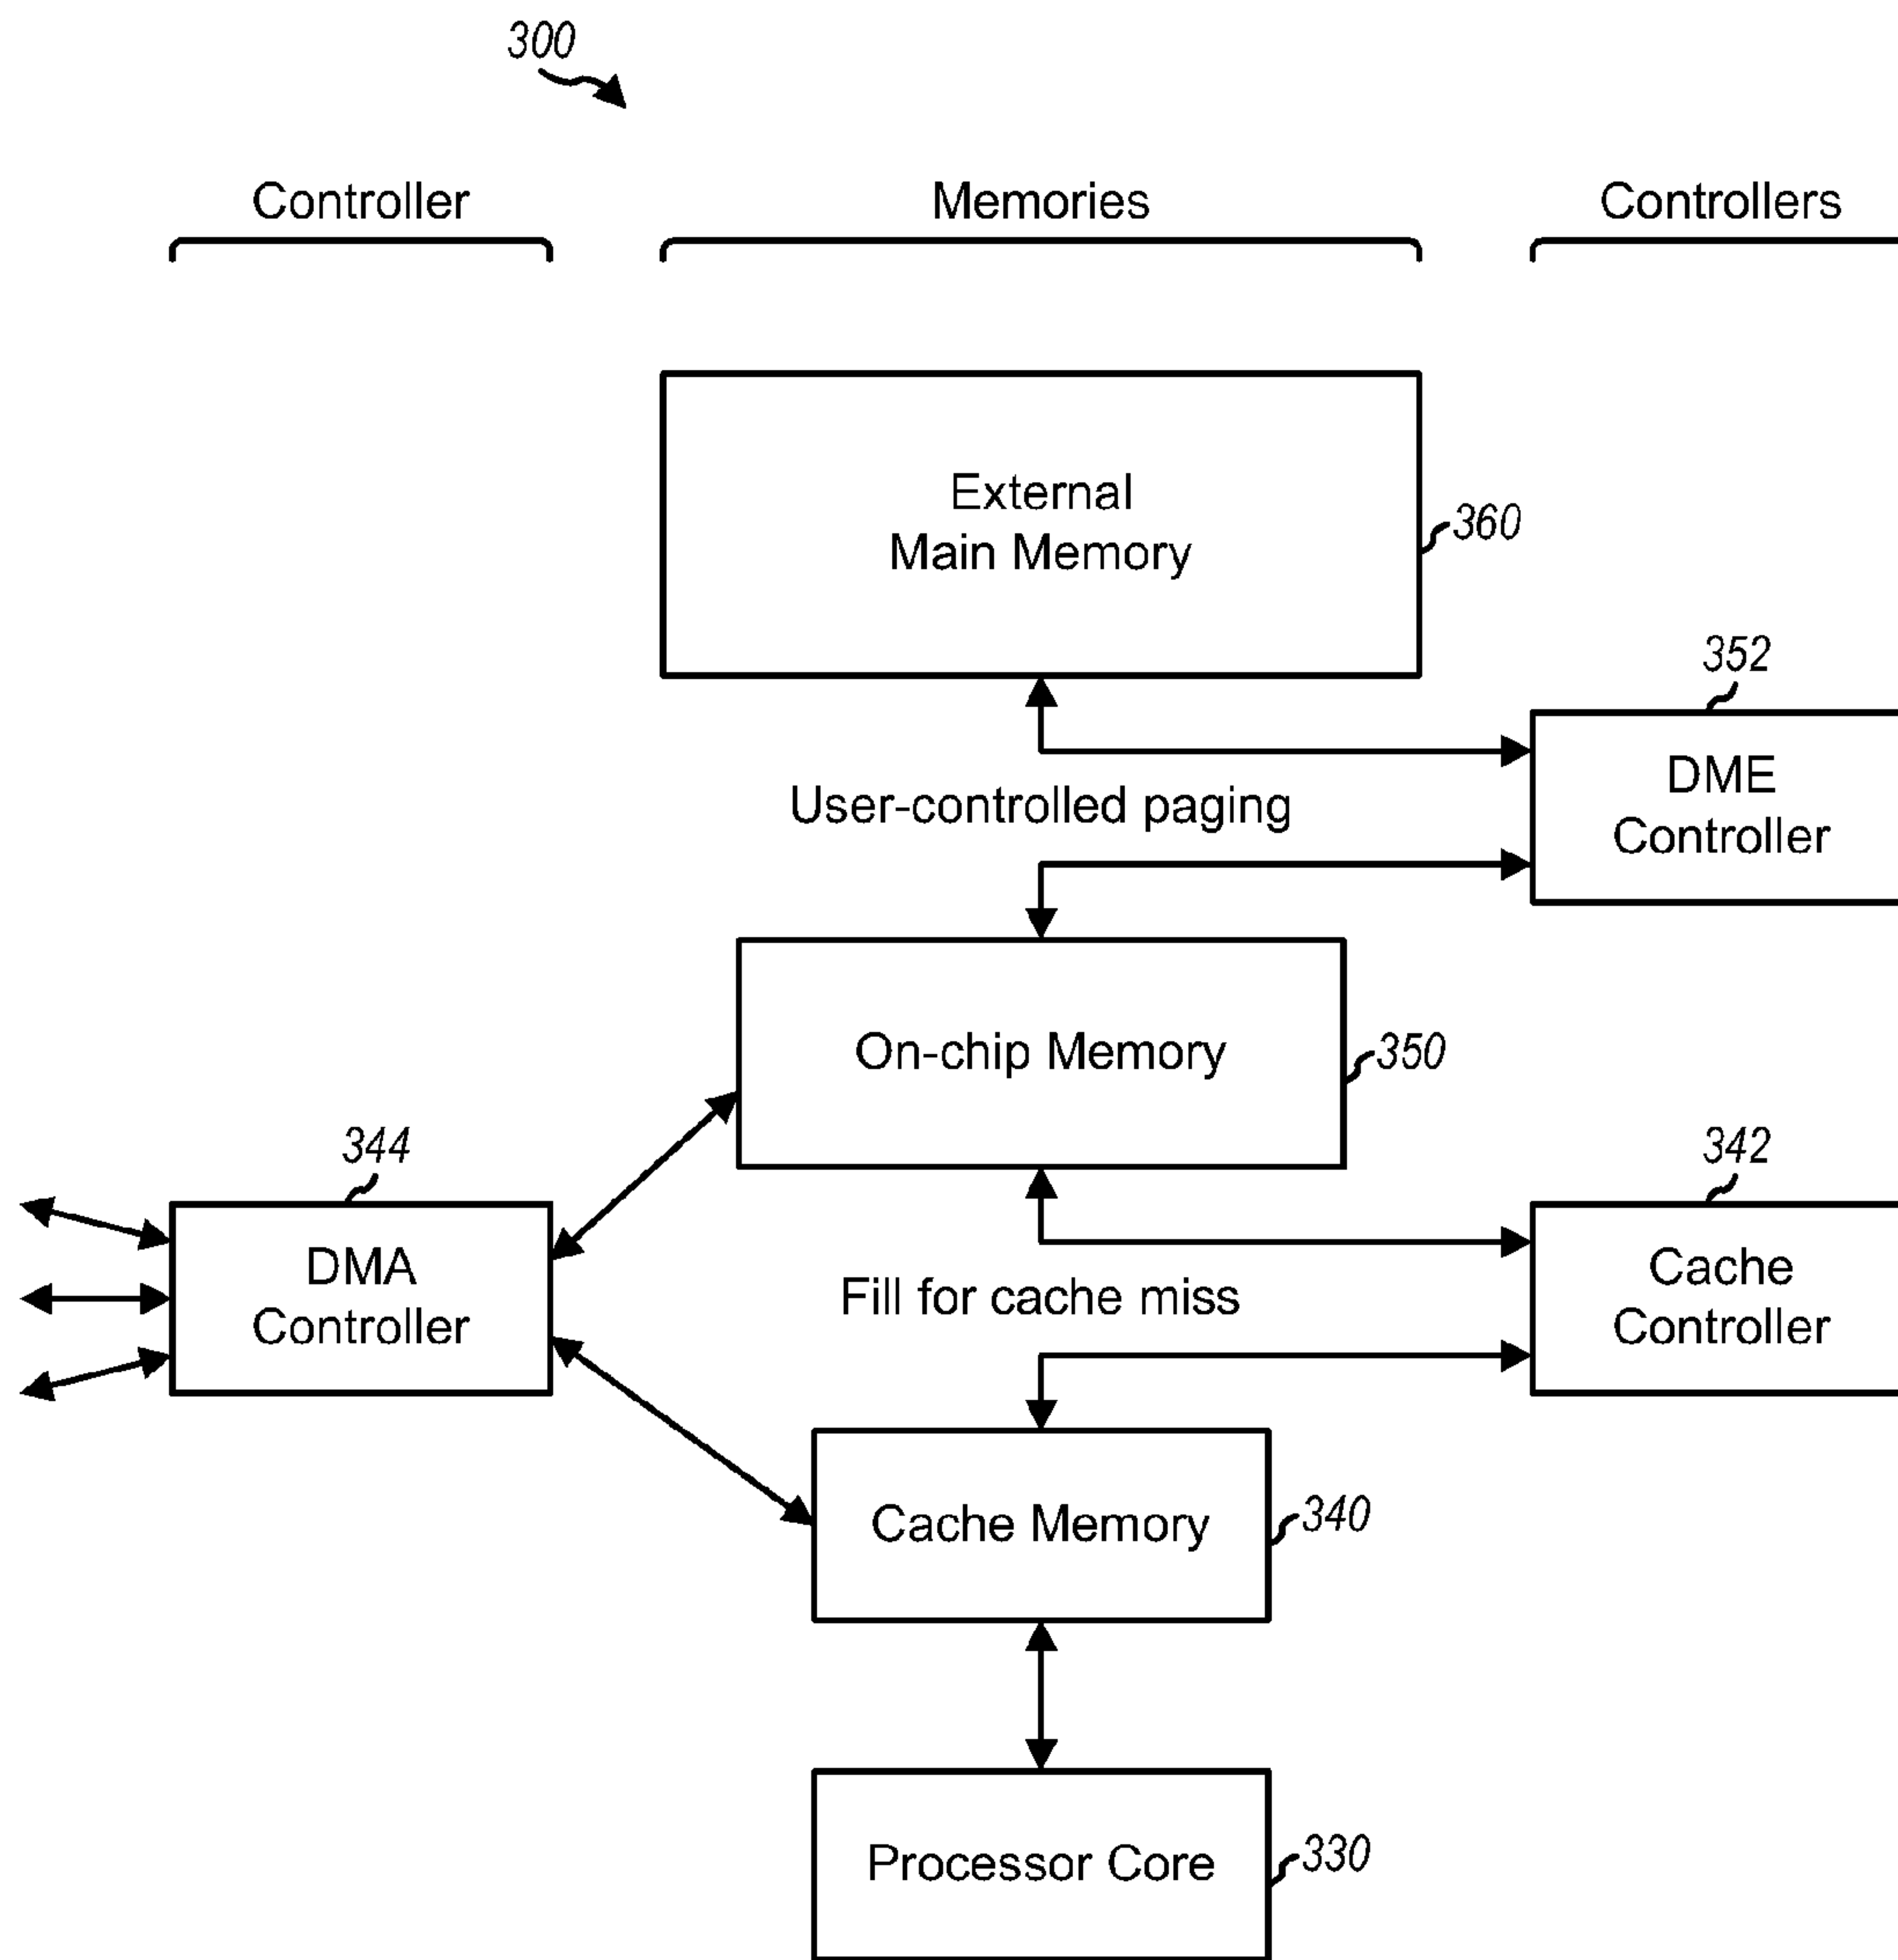 300
Controller
Memories
Controllers
External
Main Memory
360
352
DME
Controller
User-controlled paging
On-chip Memory
350
344
DMA
Controller
342
Cache
Controller
Fill for cache miss
Cache Memory
340
Processor Core
330